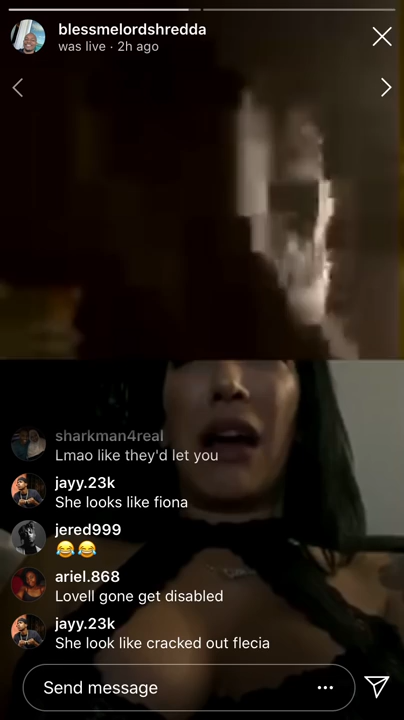 blessmelordshredda
was live · 2h ago
sharkman4real
Lmao like they'd let you
jayy.23k
She looks like fiona
jered999
😂😂
ariel.868
Lovell gone get disabled
jayy.23k
She look like cracked out flecia
Send message